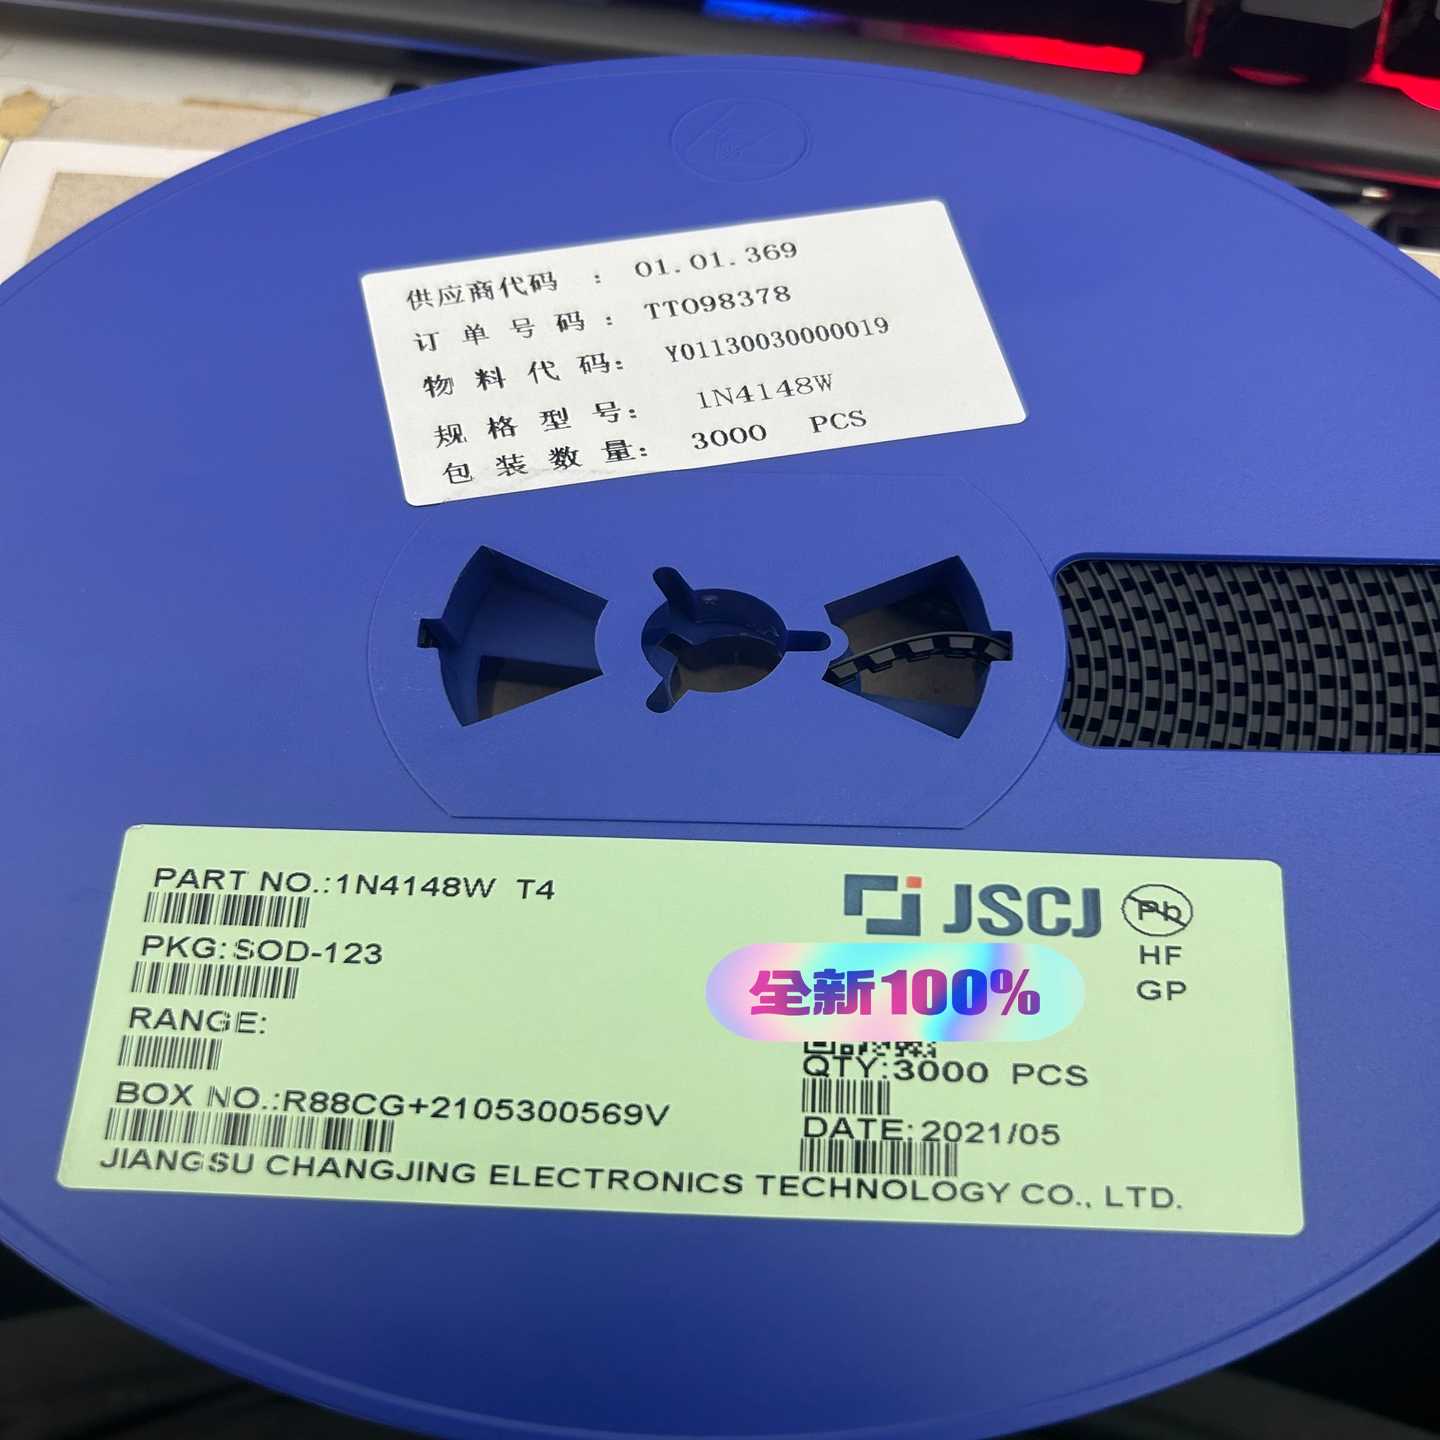 供应商代码 : 01.01.369
订单号码: TT098378
物料代码: Y01130030000019
规格型号: 1N4148W
包装数量: 3000 PCS
PART NO.:1N4148W T4
JSCJ
Pb
PKG:SOD-123
HF
全新100%
GP
RANGE:
QTY:3000 PCS
BOX NO.:R88CG+2105300569V
DATE:2021/05
JIANGSU CHANGJING ELECTRONICS TECHNOLOGY CO., LTD.